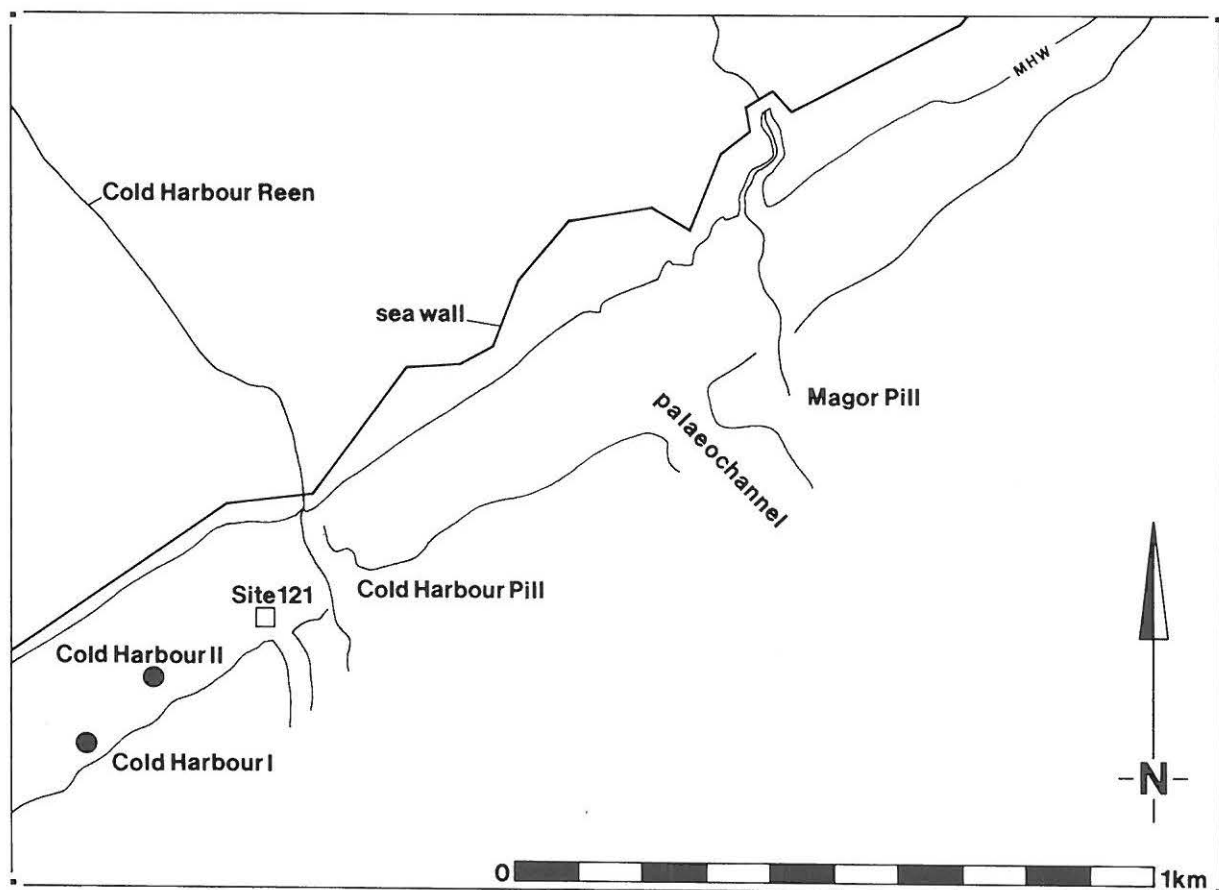 MHW
Cold Harbour Reen
sea wall
Magor Pill
palaeochannel
Cold Harbour Pill
Site 121
Cold Harbour II
Cold Harbour I
N
0
1km